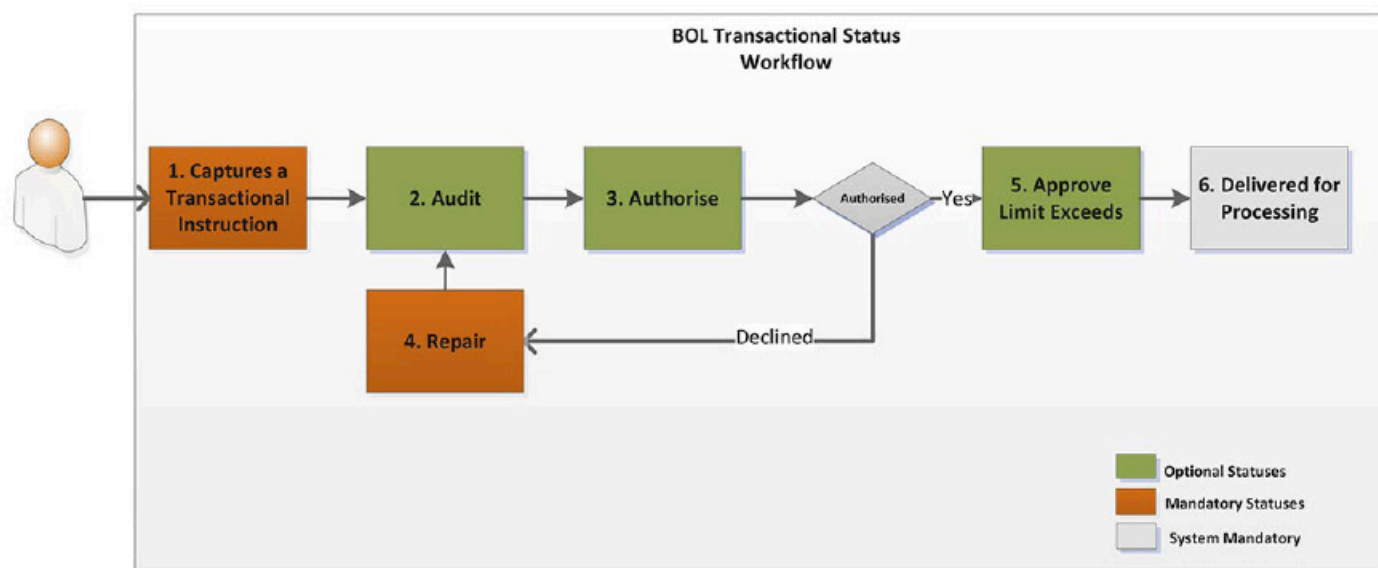 BOL Transactional Status
Workflow
1. Captures a
Transactional
Instruction
2. Audit
3. Authorise
Authorised
Yes
5. Approve
Limit Exceeds
6. Delivered for
Processing
4. Repair
Declined
Optional Statuses
Mandatory Statuses
System Mandatory